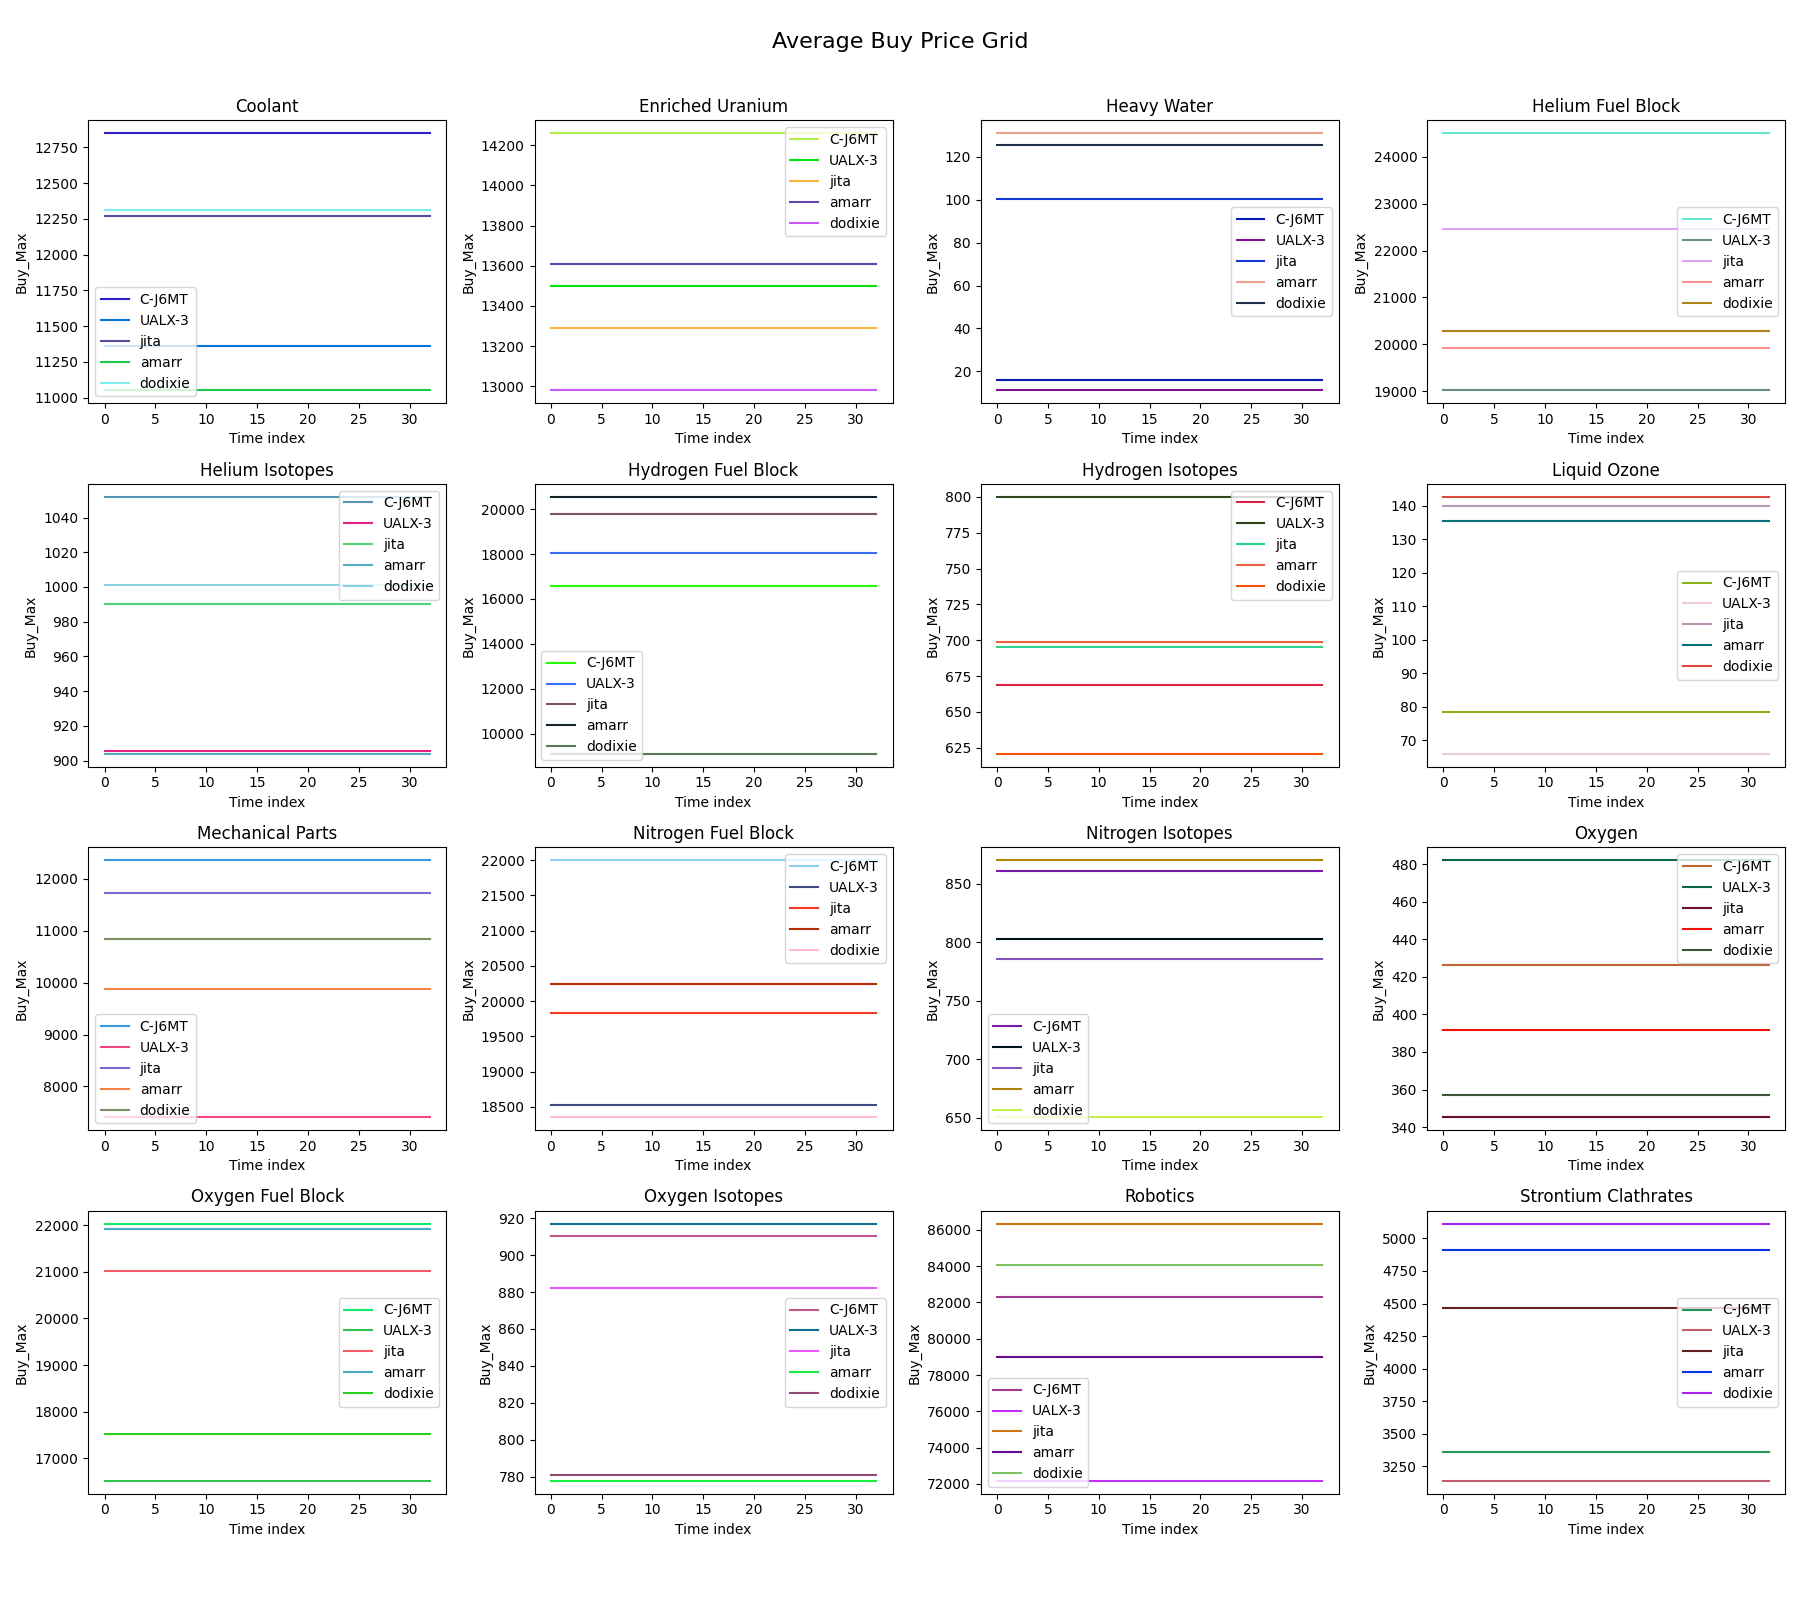 Average Buy Price Grid
Coolant
Buy_Max
12750
12500
12250
12000
11750
11500
11250
11000
C-J6MT
UALX-3
jita
amarr
dodixie
0 5 10 15 20 25 30
Time index
Enriched Uranium
Buy_Max
14200
14000
13800
13600
13400
13200
13000
C-J6MT
UALX-3
jita
amarr
dodixie
0 5 10 15 20 25 30
Time index
Heavy Water
Buy_Max
120
100
80
60
40
20
C-J6MT
UALX-3
jita
amarr
dodixie
0 5 10 15 20 25 30
Time index
Helium Fuel Block
Buy_Max
24000
23000
22000
21000
20000
19000
C-J6MT
UALX-3
jita
amarr
dodixie
0 5 10 15 20 25 30
Time index
Helium Isotopes
Buy_Max
1040
1020
1000
980
960
940
920
900
C-J6MT
UALX-3
jita
amarr
dodixie
0 5 10 15 20 25 30
Time index
Hydrogen Fuel Block
Buy_Max
20000
18000
16000
14000
12000
10000
C-J6MT
UALX-3
jita
amarr
dodixie
0 5 10 15 20 25 30
Time index
Hydrogen Isotopes
Buy_Max
800
775
750
725
700
675
650
625
C-J6MT
UALX-3
jita
amarr
dodixie
0 5 10 15 20 25 30
Time index
Liquid Ozone
Buy_Max
140
130
120
110
100
90
80
70
C-J6MT
UALX-3
jita
amarr
dodixie
0 5 10 15 20 25 30
Time index
Mechanical Parts
Buy_Max
12000
11000
10000
9000
8000
C-J6MT
UALX-3
jita
amarr
dodixie
0 5 10 15 20 25 30
Time index
Nitrogen Fuel Block
Buy_Max
22000
21500
21000
20500
20000
19500
19000
18500
C-J6MT
UALX-3
jita
amarr
dodixie
0 5 10 15 20 25 30
Time index
Nitrogen Isotopes
Buy_Max
850
800
750
700
650
C-J6MT
UALX-3
jita
amarr
dodixie
0 5 10 15 20 25 30
Time index
Oxygen
Buy_Max
480
460
440
420
400
380
360
340
C-J6MT
UALX-3
jita
amarr
dodixie
0 5 10 15 20 25 30
Time index
Oxygen Fuel Block
Buy_Max
22000
21000
20000
19000
18000
17000
C-J6MT
UALX-3
jita
amarr
dodixie
0 5 10 15 20 25 30
Time index
Oxygen Isotopes
Buy_Max
920
900
880
860
840
820
800
780
C-J6MT
UALX-3
jita
amarr
dodixie
0 5 10 15 20 25 30
Time index
Robotics
Buy_Max
86000
84000
82000
80000
78000
76000
74000
72000
C-J6MT
UALX-3
jita
amarr
dodixie
0 5 10 15 20 25 30
Time index
Strontium Clathrates
Buy_Max
5000
4750
4500
4250
4000
3750
3500
3250
C-J6MT
UALX-3
jita
amarr
dodixie
0 5 10 15 20 25 30
Time index